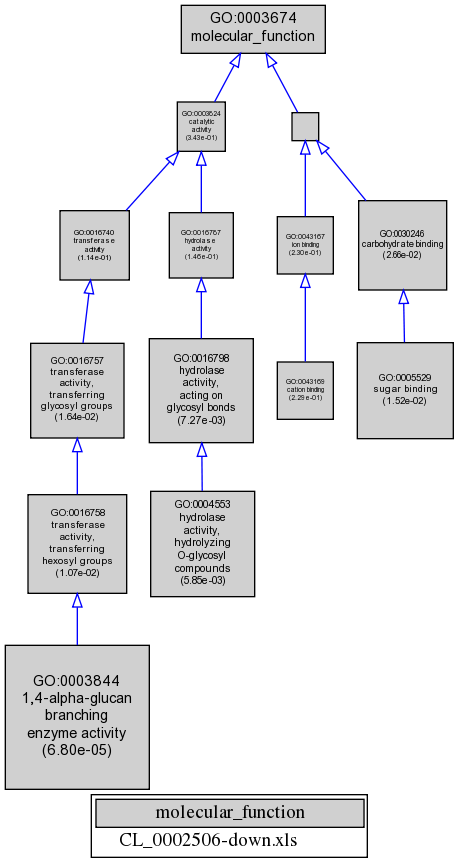 GO:0003674
molecular_function
GO:0003824
catalytic
activity
(3.43e-01)
GO:0016740
transferase
activity
(1.14e-01)
GO:0016787
hydrolase
activity
(1.46e-01)
GO:0043167
ion binding
(2.30e-01)
GO:0030246
carbohydrate binding
(2.66e-02)
GO:0016757
transferase
activity,
transferring
glycosyl groups
(1.64e-02)
GO:0016798
hydrolase
activity,
acting on
glycosyl bonds
(7.27e-03)
GO:0043169
cation binding
(2.29e-01)
GO:0005529
sugar binding
(1.52e-02)
GO:0016758
transferase
activity,
transferring
hexosyl groups
(1.07e-02)
GO:0004553
hydrolase
activity,
hydrolyzing
O-glycosyl
compounds
(5.85e-03)
GO:0003844
1,4-alpha-glucan
branching
enzyme activity
(6.80e-05)
molecular_function
CL_0002506-down.xls